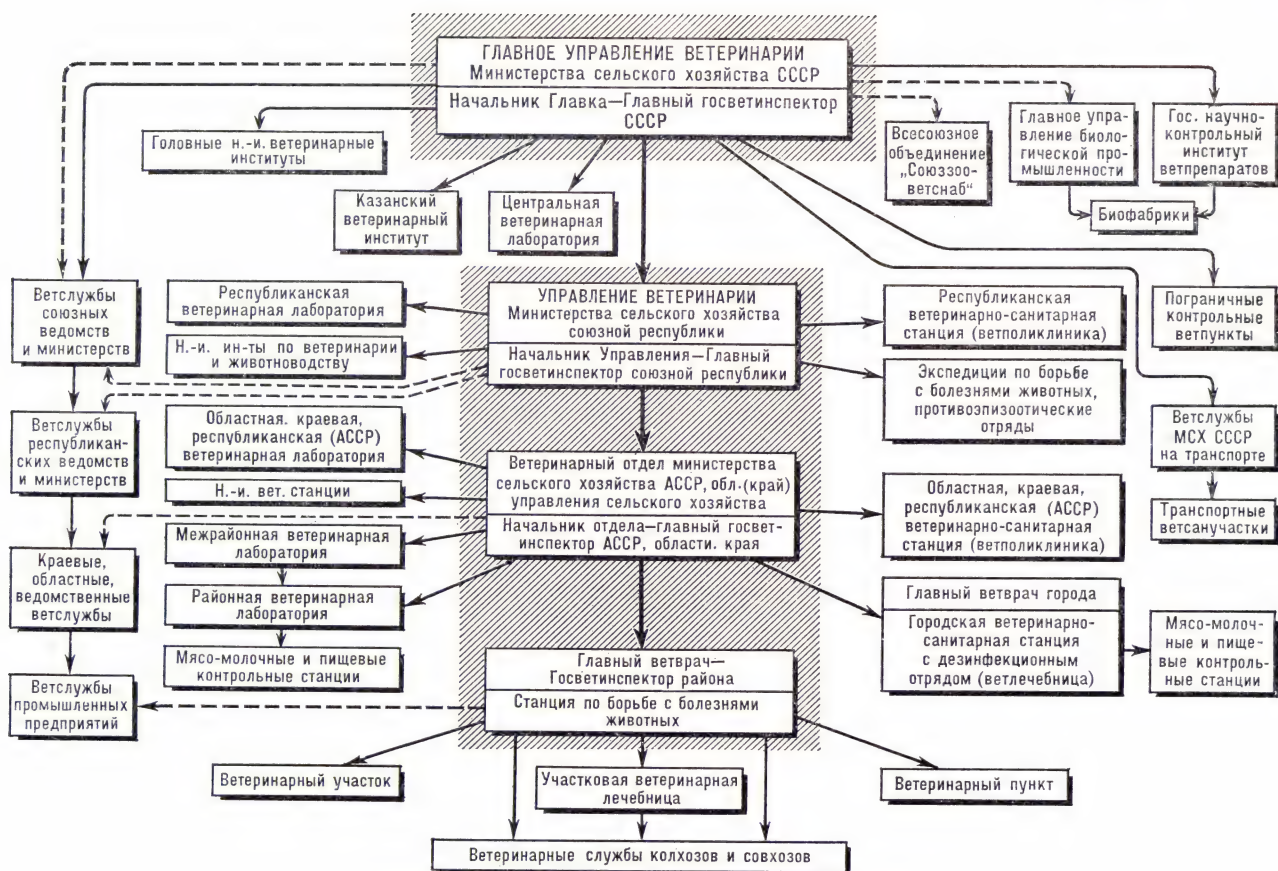 ГЛАВНОЕ УПРАВЛЕНИЕ ВЕТЕРИНАРИИ
Министерства сельского хозяйства СССР
Начальник Главка—Главный госветинспектор
СССР
Головные н.-и. ветеринарные
институты
Казанский
ветеринарный
институт
Центральная
ветеринарная
лаборатория
Всесоюзное
объединение
„Союззоо-
ветснаб“
Главное упра-
вление биоло-
гической про-
мышленности
Гос. научно-
контрольный
институт
ветпрепаратов
Биофабрики
Ветслужбы
союзных
ведомств
и министерств
Республиканская
ветеринарная лаборатория
Н.-и. ин-ты по ветеринарии
и животноводству
УПРАВЛЕНИЕ ВЕТЕРИНАРИИ
Министерства сельского хозяйства
союзной республики
Начальник Управления—Главный
госветинспектор союзной республики
Республиканская
ветеринарно-санитарная
станция (ветполиклиника)
Экспедиции по борьбе
с болезнями животных,
противоэпизоотические
отряды
Пограничные
контрольные
ветпункты
Ветслужбы
республикан-
ских ведомств
и министерств
Областная. краевая,
республиканская (АССР)
ветеринарная лаборатория
Н.-и. вет. станции
Межрайонная ветеринарная
лаборатория
Районная ветеринарная
лаборатория
Мясо-молочные и пищевые
контрольные станции
Ветеринарный отдел министерства
сельского хозяйства АССР, обл.-(край)
управления сельского хозяйства
Начальник отдела—главный госвет-
инспектор АССР, области. края
Областная, краевая,
республиканская (АССР)
ветеринарно-санитарная
станция (ветполиклиника)
Ветслужбы
МСХ СССР
на транспорте
Транспортные
ветсанучастки
Краевые,
областные,
ведомственные
ветслужбы
Ветслужбы
промышленных
предприятий
Главный ветврач города
Городская ветеринарно-
санитарная станция
с дезинфекционным
отрядом (ветлечебница)
Мясо-молоч-
ные и пище-
вые контроль-
ные станции
Главный ветврач—
Госветинспектор района
Станция по борьбе с болезнями
животных
Ветеринарный участок
Участковая ветеринарная
лечебница
Ветеринарный пункт
Ветеринарные службы колхозов и совхозов